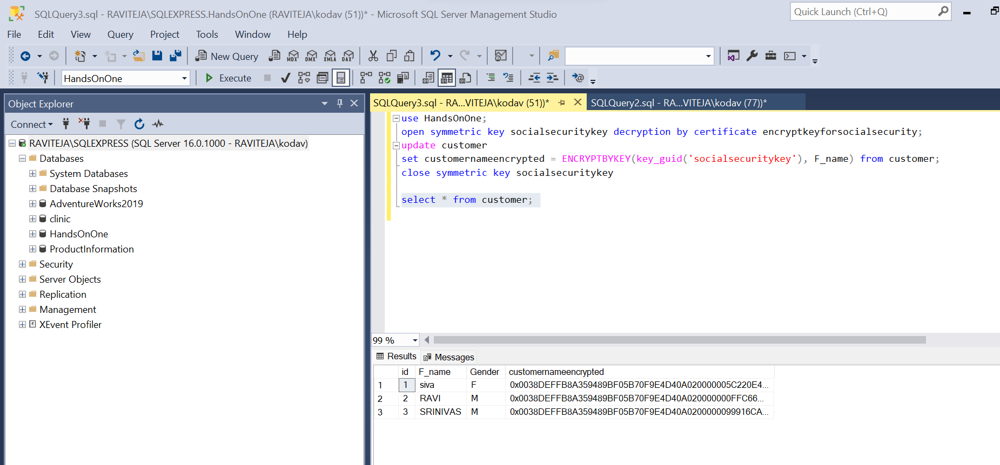 SQLQuery3.sql - RAVITEJA\SQLEXPRESS.HandsOnOne (RAVITEJA\kodav (51))* - Microsoft SQL Server Management Studio
Quick Launch (Ctrl+Q)
File Edit View Query Project Tools Window Help
New Query MDX DMX XMLA DAX
HandsOnOne Execute
Object Explorer
SQLQuery3.sql - RA...VITEJA\kodav (51))* SQLQuery2.sql - RA...VITEJA\kodav (77))*
Connect
RAVITEJA\SQLEXPRESS (SQL Server 16.0.1000 - RAVITEJA\kodav)
Databases
System Databases
Database Snapshots
AdventureWorks2019
clinic
HandsOnOne
ProductInformation
Security
Server Objects
Replication
Management
XEvent Profiler
use HandsOnOne;
open symmetric key socialsecuritykey decryption by certificate encryptkeyforsocialsecurity;
update customer
set customernameencrypted = ENCRYPTBYKEY(key_guid('socialsecuritykey'), F_name) from customer;
close symmetric key socialsecuritykey
select * from customer;
99 %
Results Messages
id F_name Gender customernameencrypted
1 1 siva F 0x0038DEFFB8A359489BF05B70F9E4D40A020000005C220E4...
2 2 RAVI M 0x0038DEFFB8A359489BF05B70F9E4D40A020000000FFC66...
3 3 SRINIVAS M 0x0038DEFFB8A359489BF05B70F9E4D40A0200000099916CA...